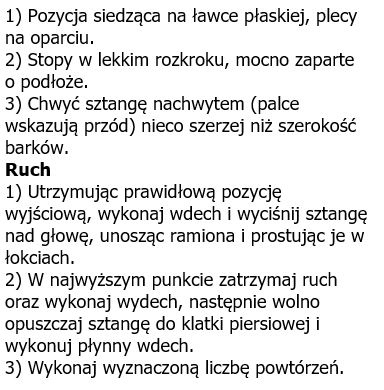 1) Pozycja siedząca na ławce płaskiej, plecy
na oparciu.
2) Stopy w lekkim rozkroku, mocno zaparte
o podłoże.
3) Chwyć sztangę nachwytem (palce
wskazują przód) nieco szerzej niż szerokość
barków.
Ruch
1) Utrzymując prawidłową pozycję
wyjściową, wykonaj wdech i wyciśnij sztangę
nad głowę, unosząc ramiona i prostując je w
łokciach.
2) W najwyższym punkcie zatrzymaj ruch
oraz wykonaj wydech, następnie wolno
opuszczaj sztangę do klatki piersiowej i
wykonuj płynny wdech.
3) Wykonaj wyznaczoną liczbę powtórzeń.